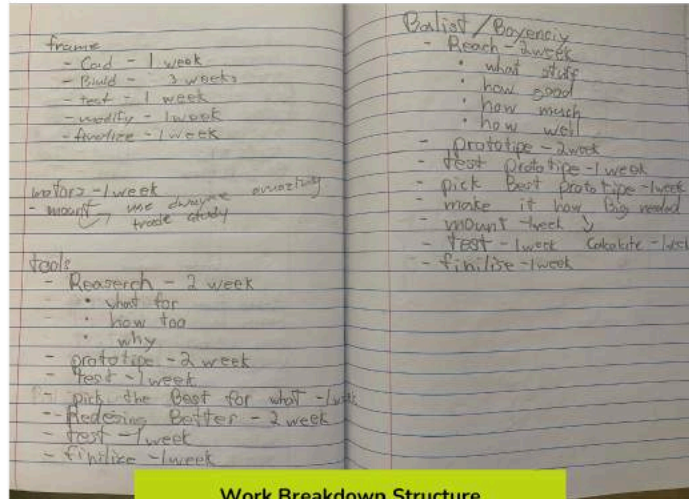 frame
- Cad - 1 week
- Biuld - 3 weeks
- test - 1 week
- modify - 1 week
- finilize - 1 week
motors - 1 week
- mount use dwayne amazing
trade study
tools
- Reaserch - 2 week
• what for
• how too
• why
- prototipe - 2 week
- test - 1 week
- pick the Best for what - 1 week
- Redesing Better - 2 week
- test - 1 week
- finilize - 1 week
Balist / Boyenciy
- Reach - 2 week
• what stuff
• how good
• how much
• how well
- prototipe - 2 week
- test prototipe - 1 week
- pick Best prototipe - 1 week
- make it how Big needed
- mount - 1 week
- test - 1 week Calculate - 1 week
- finilise - 1 week
Work Breakdown Structure